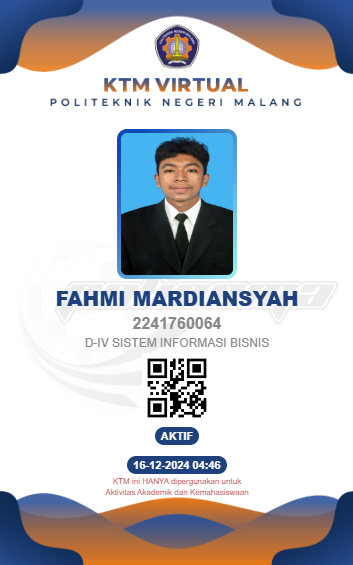 KTM VIRTUAL
POLITEKNIK NEGERI MALANG
FAHMI MARDIANSYAH
2241760064
D-IV SISTEM INFORMASI BISNIS
AKTIF
16-12-2024 04:46
KTM ini HANYA dipergunakan untuk
Aktivitas Akademik dan Kemahasiswaan